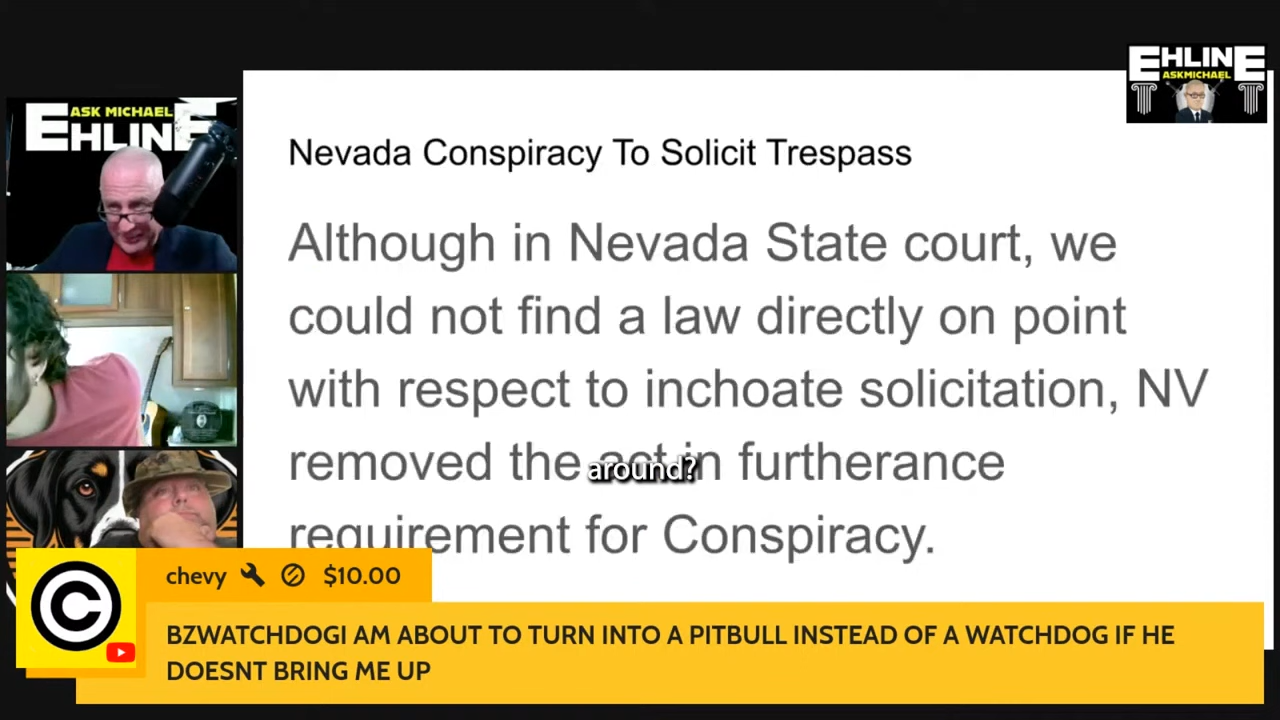 ASK MICHAEL
EHLINE
EHLINE
ASKMICHAEL
Nevada Conspiracy To Solicit Trespass
Although in Nevada State court, we
could not find a law directly on point
with respect to inchoate solicitation, NV
removed the act in furtherance
around?
requirement for Conspiracy.
chevy $10.00
BZWATCHDOGI AM ABOUT TO TURN INTO A PITBULL INSTEAD OF A WATCHDOG IF HE
DOESNT BRING ME UP